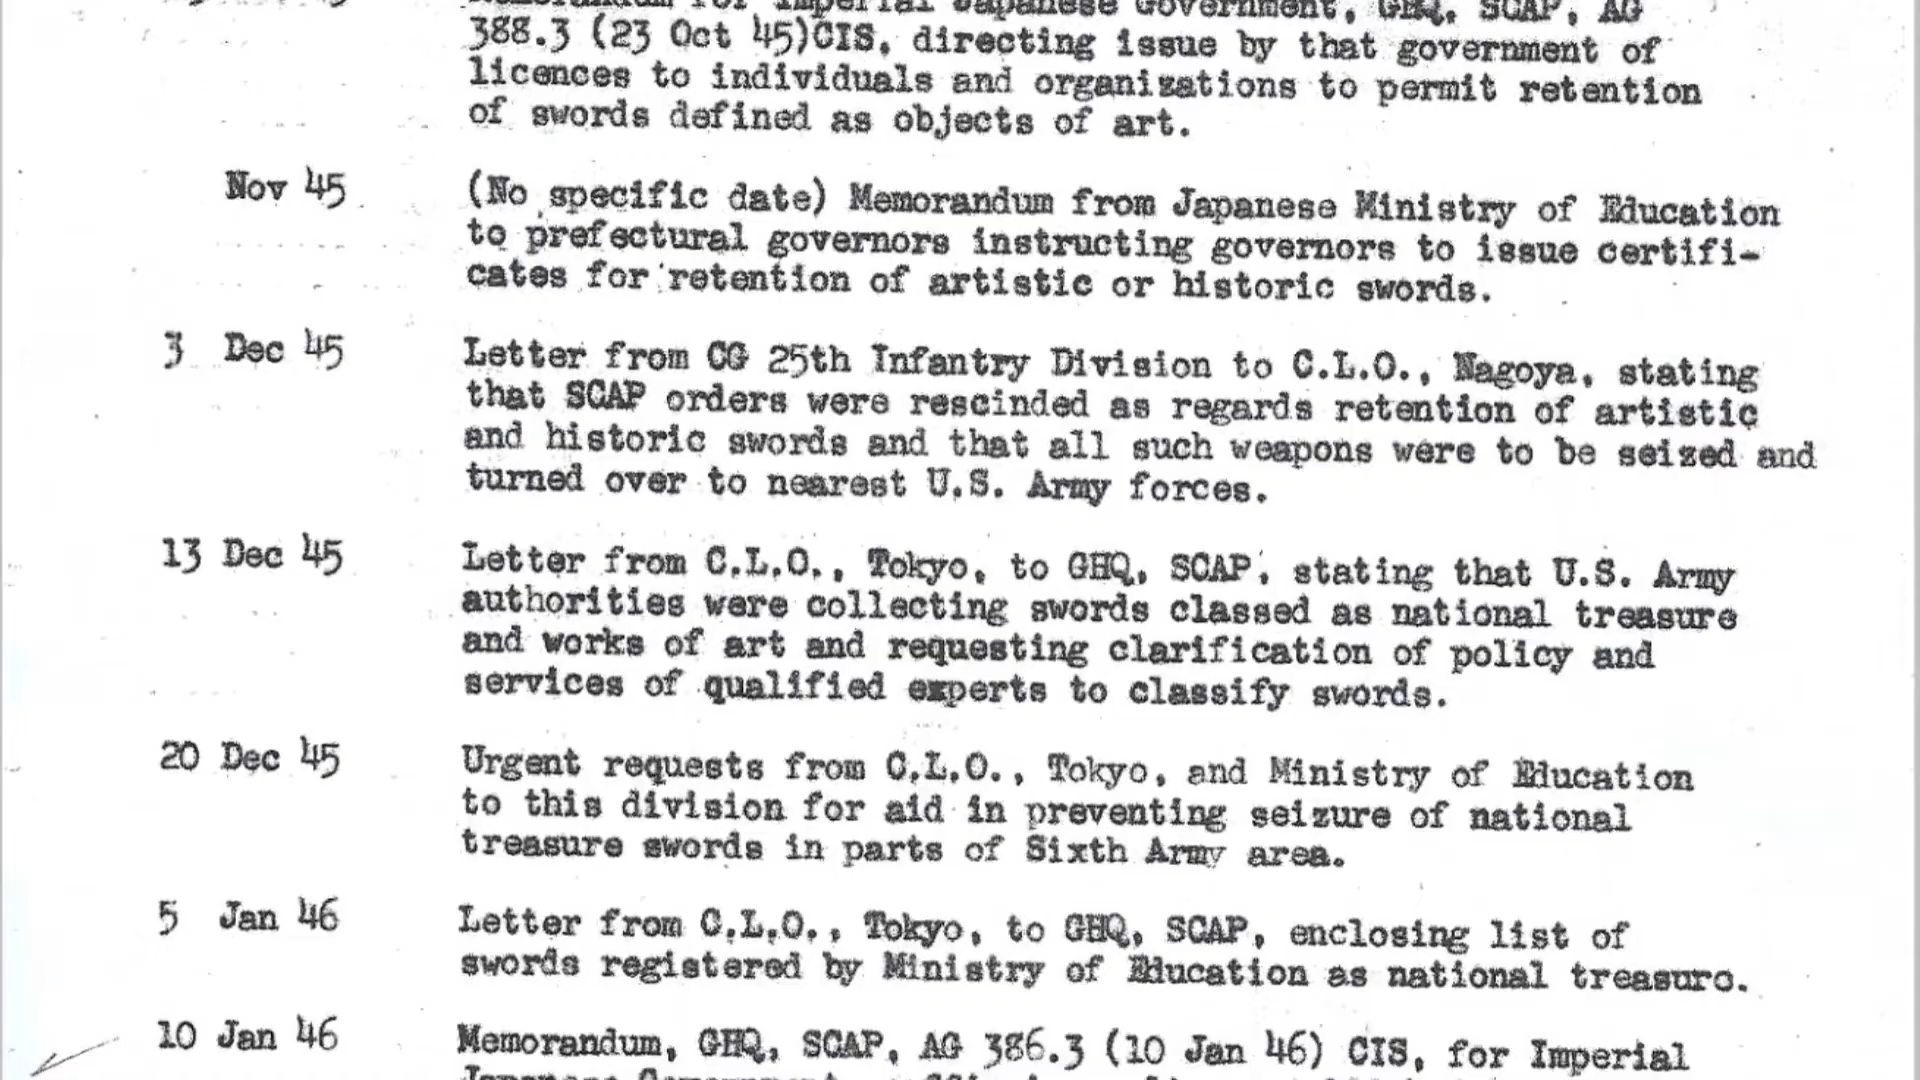 Memorandum for Imperial Japanese Government, GHQ, SCAP, AG
388.3 (23 Oct 45)CIS, directing issue by that government of
licences to individuals and organizations to permit retention
of swords defined as objects of art.
Nov 45 (No specific date) Memorandum from Japanese Ministry of Education
to prefectural governors instructing governors to issue certifi-
cates for retention of artistic or historic swords.
3 Dec 45 Letter from CG 25th Infantry Division to C.L.O., Nagoya, stating
that SCAP orders were rescinded as regards retention of artistic
and historic swords and that all such weapons were to be seized and
turned over to nearest U.S. Army forces.
13 Dec 45 Letter from C.L.O., Tokyo, to GHQ, SCAP, stating that U.S. Army
authorities were collecting swords classed as national treasure
and works of art and requesting clarification of policy and
services of qualified experts to classify swords.
20 Dec 45 Urgent requests from C.L.O., Tokyo, and Ministry of Education
to this division for aid in preventing seizure of national
treasure swords in parts of Sixth Army area.
5 Jan 46 Letter from C.L.O., Tokyo, to GHQ, SCAP, enclosing list of
swords registered by Ministry of Education as national treasure.
10 Jan 46 Memorandum, GHQ, SCAP, AG 386.3 (10 Jan 46) CIS, for Imperial
Japanese Government